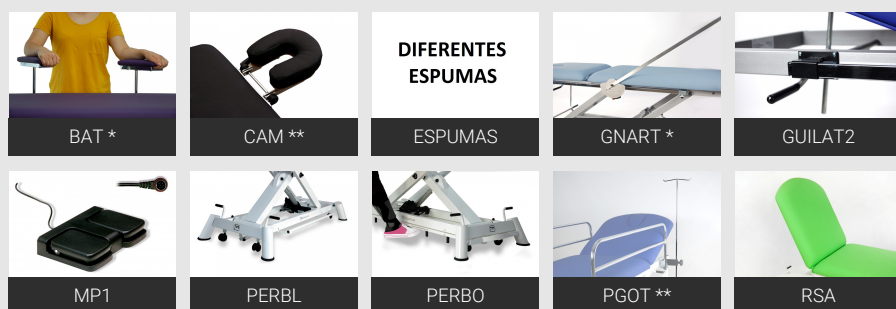 DIFERENTES
ESPUMAS
BAT *
CAM **
ESPUMAS
GNART *
GUILAT2
MP1
PERBL
PERBO
PGOT **
RSA